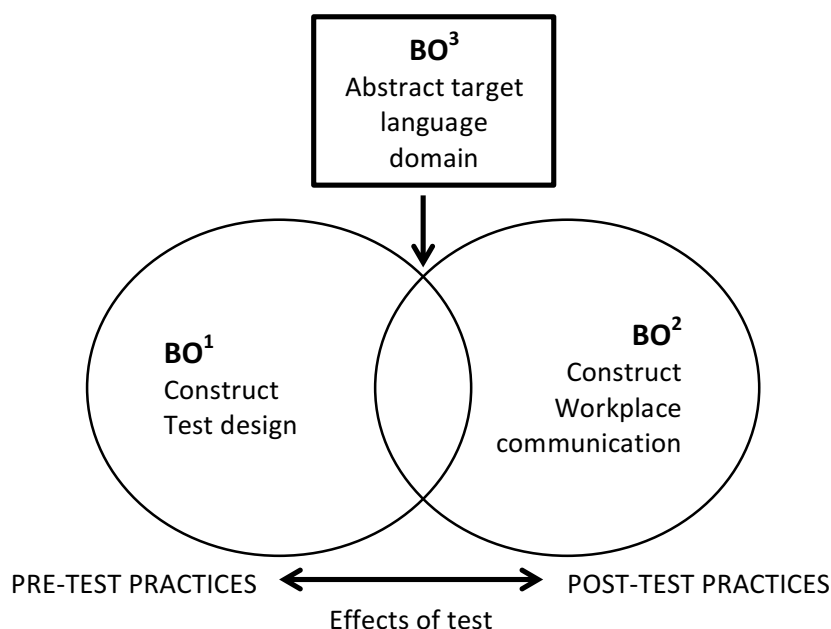 BO³
Abstract target
language
domain
BO¹
Construct
Test design
BO²
Construct
Workplace
communication
PRE-TEST PRACTICES
POST-TEST PRACTICES
Effects of test